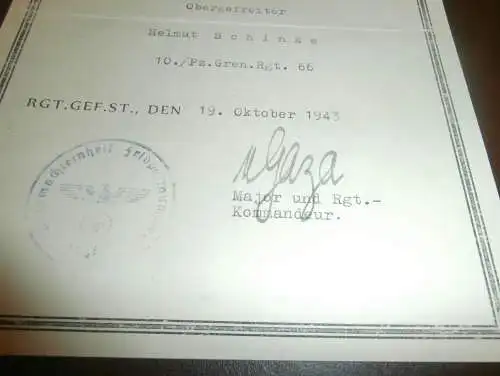 Obergefreiter
Helmut Schinke
10./Pz.Gren.Rgt. 66
RGT.GEF.ST., DEN 19. Oktober 1943
vGaza
Major und Rgt.-
Kommandeur.